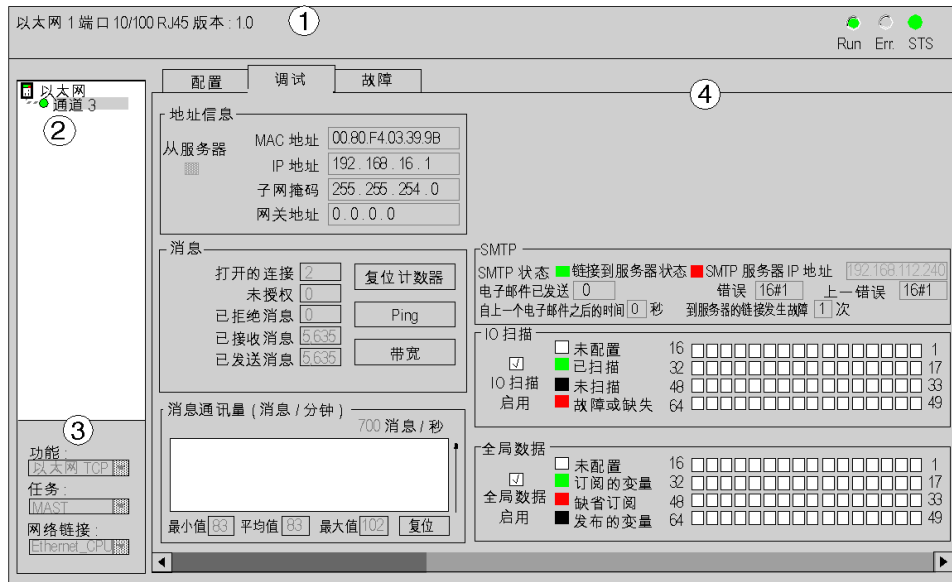 以太网 1 端口 10/100 RJ45 版本 : 1.0
1
Run Err. STS
以太网
通道 3
2
3
功能 :
以太网 TCP
任务 :
MAST
网络链接 :
Ethernet_CPU
配置 调试 故障
4
地址信息
从服务器
MAC 地址 00.80.F4.03.39.9B
IP 地址 192 . 168 . 16 . 1
子网掩码 255 . 255 . 254 . 0
网关地址 0 . 0 . 0 . 0
消息
打开的连接 2 复位计数器
未授权 0
已拒绝消息 0 Ping
已接收消息 5,635
已发送消息 5,635 带宽
消息通讯量 ( 消息 / 分钟 )
700 消息 / 秒
最小值 83 平均值 83 最大值 102 复位
SMTP
SMTP 状态 链接到服务器状态 SMTP 服务器 IP 地址 192.168.112.240
电子邮件已发送 0 错误 16#1 上一错误 16#1
自上一个电子邮件之后的时间 0 秒 到服务器的链接发生故障 1 次
IO 扫描
IO 扫描
启用
未配置 16 1
已扫描 32 17
未扫描 48 33
故障或缺失 64 49
全局数据
全局数据
启用
未配置 16 1
订阅的变量 32 17
缺省订阅 48 33
发布的变量 64 49